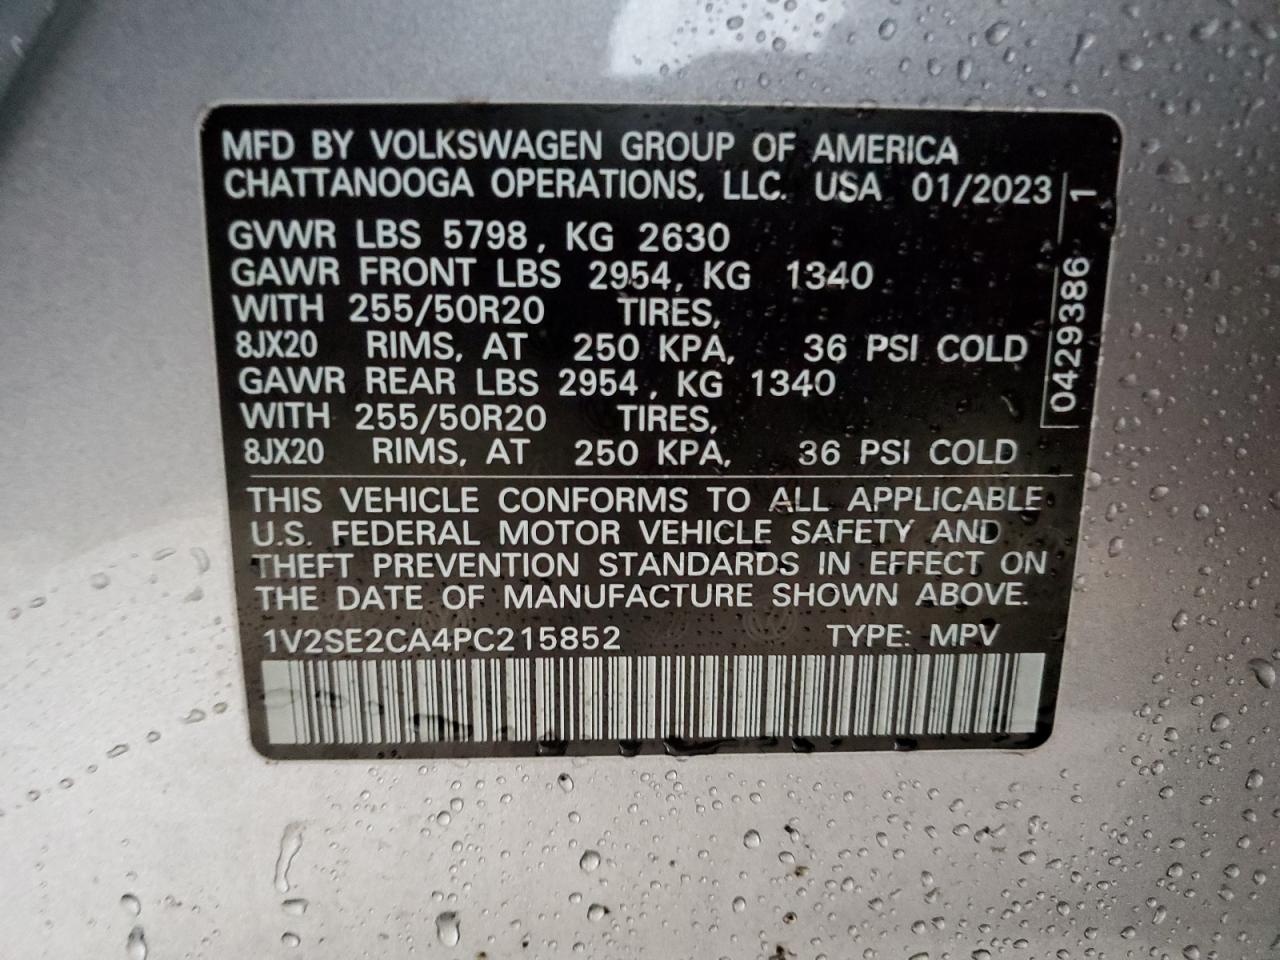 MFD BY VOLKSWAGEN GROUP OF AMERICA
CHATTANOOGA OPERATIONS, LLC. USA 01/2023
GVWR LBS 5798, KG 2630
GAWR FRONT LBS 2954, KG 1340
WITH 255/50R20 TIRES,
8JX20 RIMS, AT 250 KPA, 36 PSI COLD
GAWR REAR LBS 2954, KG 1340
WITH 255/50R20 TIRES,
8JX20 RIMS, AT 250 KPA, 36 PSI COLD
THIS VEHICLE CONFORMS TO ALL APPLICABLE
U.S. FEDERAL MOTOR VEHICLE SAFETY AND
THEFT PREVENTION STANDARDS IN EFFECT ON
THE DATE OF MANUFACTURE SHOWN ABOVE.
1V2SE2CA4PC215852 TYPE: MPV
0429386 1